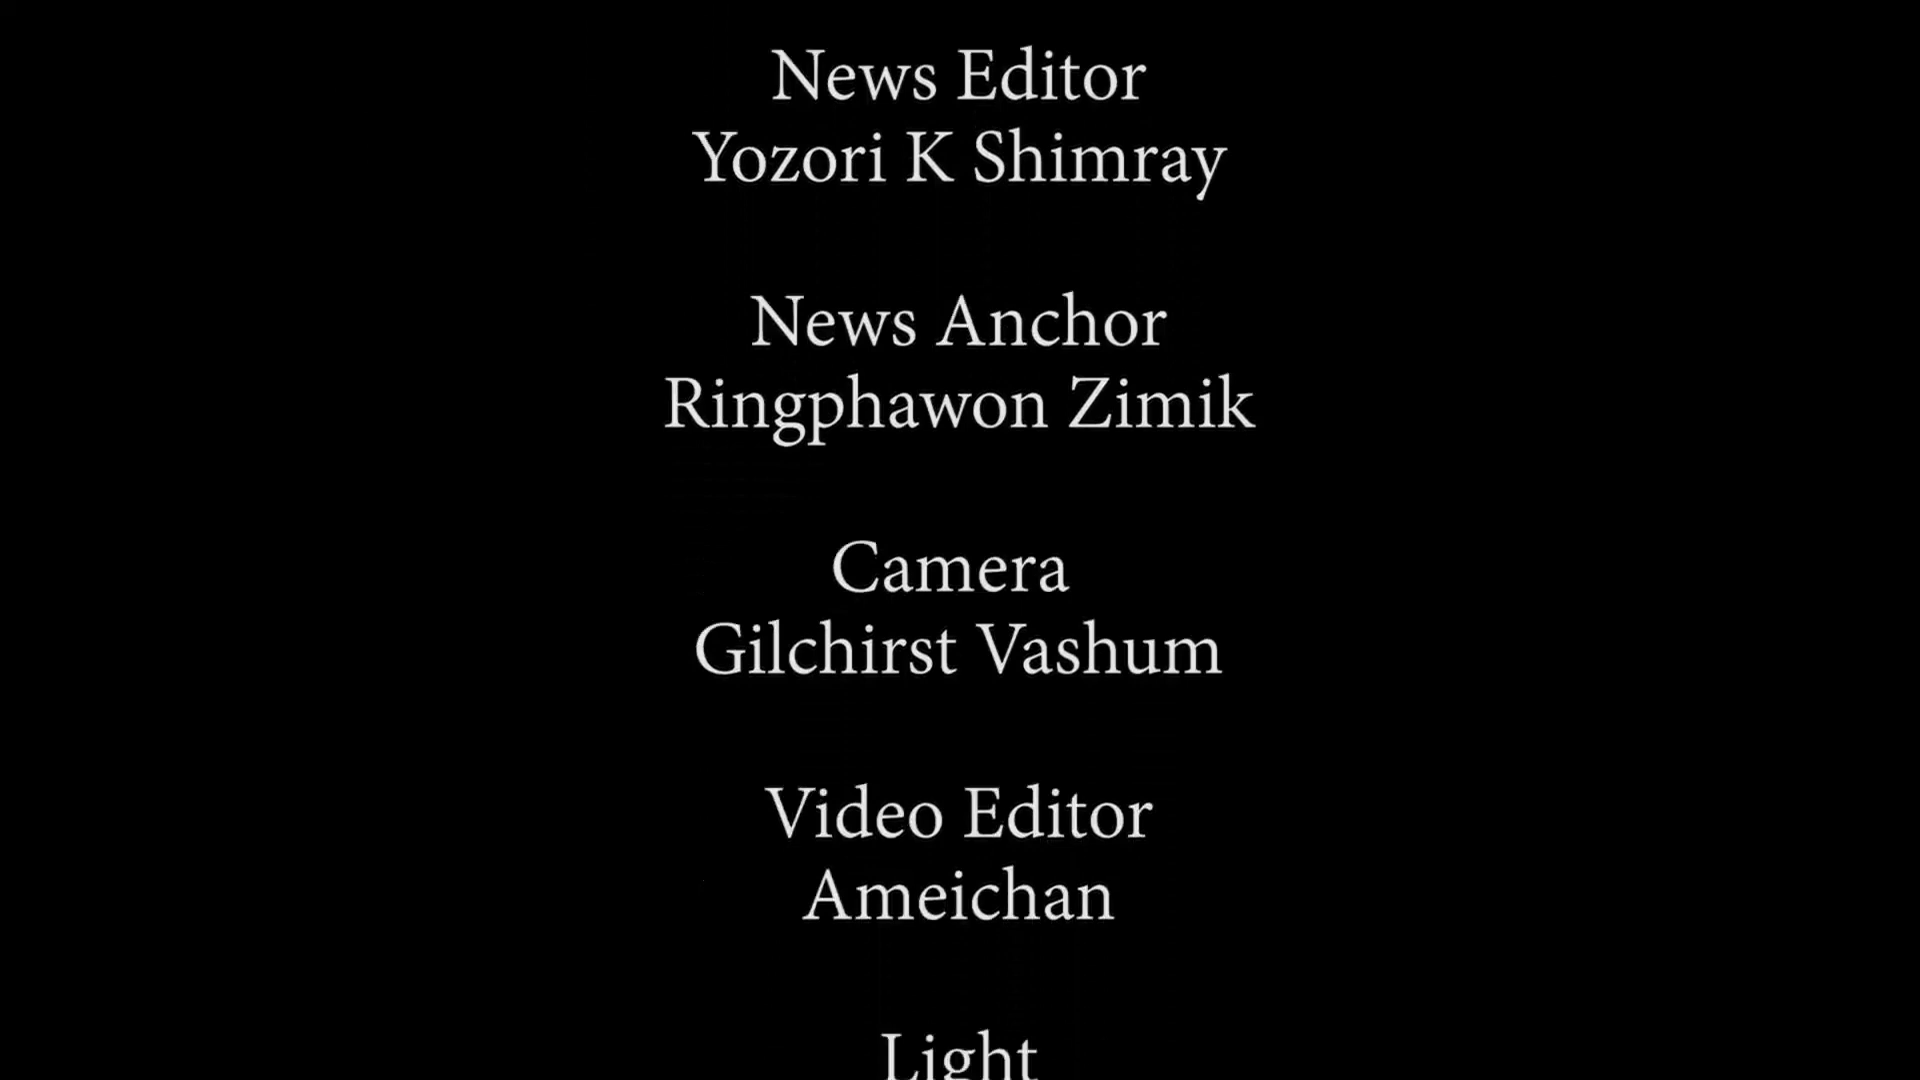 News Editor
Yozori K Shimray
News Anchor
Ringphawon Zimik
Camera
Gilchirst Vashum
Video Editor
Ameichan
Light